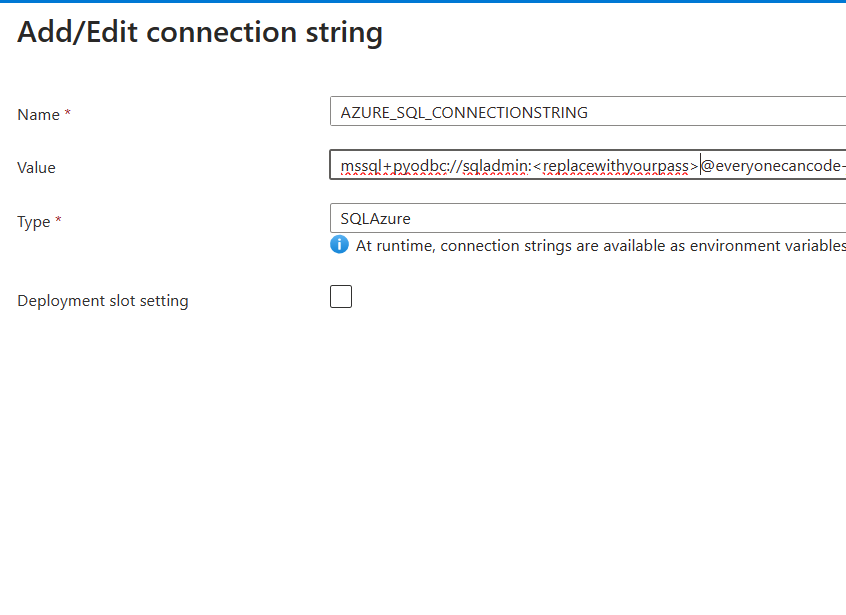 Add/Edit connection string
Name * AZURE_SQL_CONNECTIONSTRING
Value mssql+pyodbc://sqladmin:<replacewithyourpass>@everyonecancode-
Type * SQLAzure
At runtime, connection strings are available as environment variables
Deployment slot setting